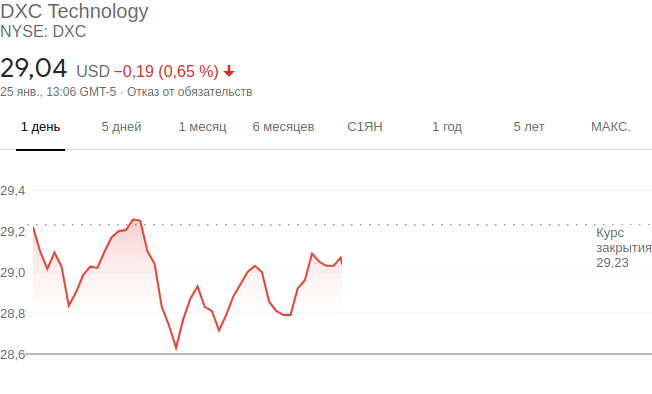 DXC Technology
NYSE: DXC
29,04 USD −0,19 (0,65 %)
25 янв., 13:06 GMT-5 · Отказ от обязательств
1 день 5 дней 1 месяц 6 месяцев С1ЯН 1 год 5 лет МАКС.
29,4
29,2
29,0
28,8
28,6
Курс
закрытия
29,23